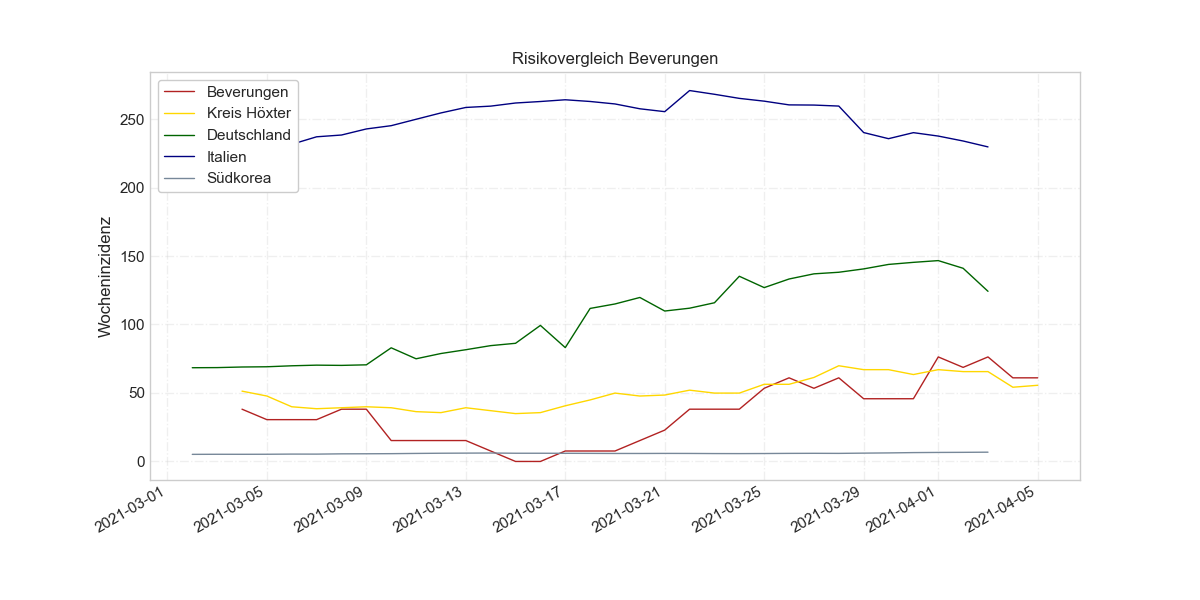 Risikovergleich Beverungen
Beverungen
Kreis Höxter
Deutschland
Italien
Südkorea
Wocheninzidenz
250
200
150
100
50
0
2021-03-01
2021-03-05
2021-03-09
2021-03-13
2021-03-17
2021-03-21
2021-03-25
2021-03-29
2021-04-01
2021-04-05